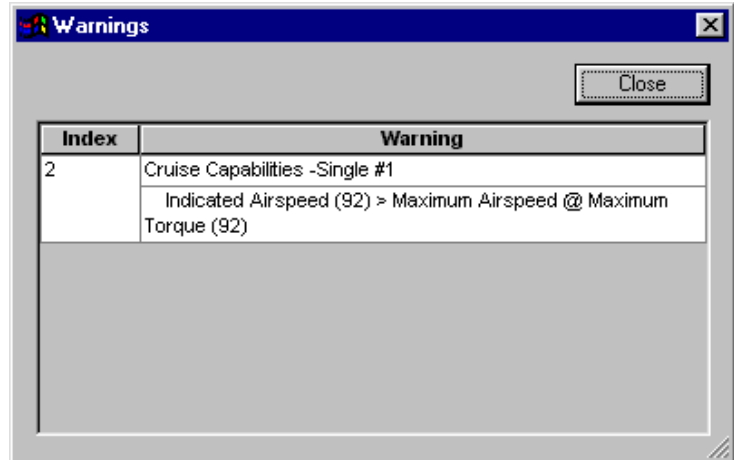 Warnings
Close
Index Warning
2 Cruise Capabilities -Single #1
Indicated Airspeed (92) > Maximum Airspeed @ Maximum
Torque (92)